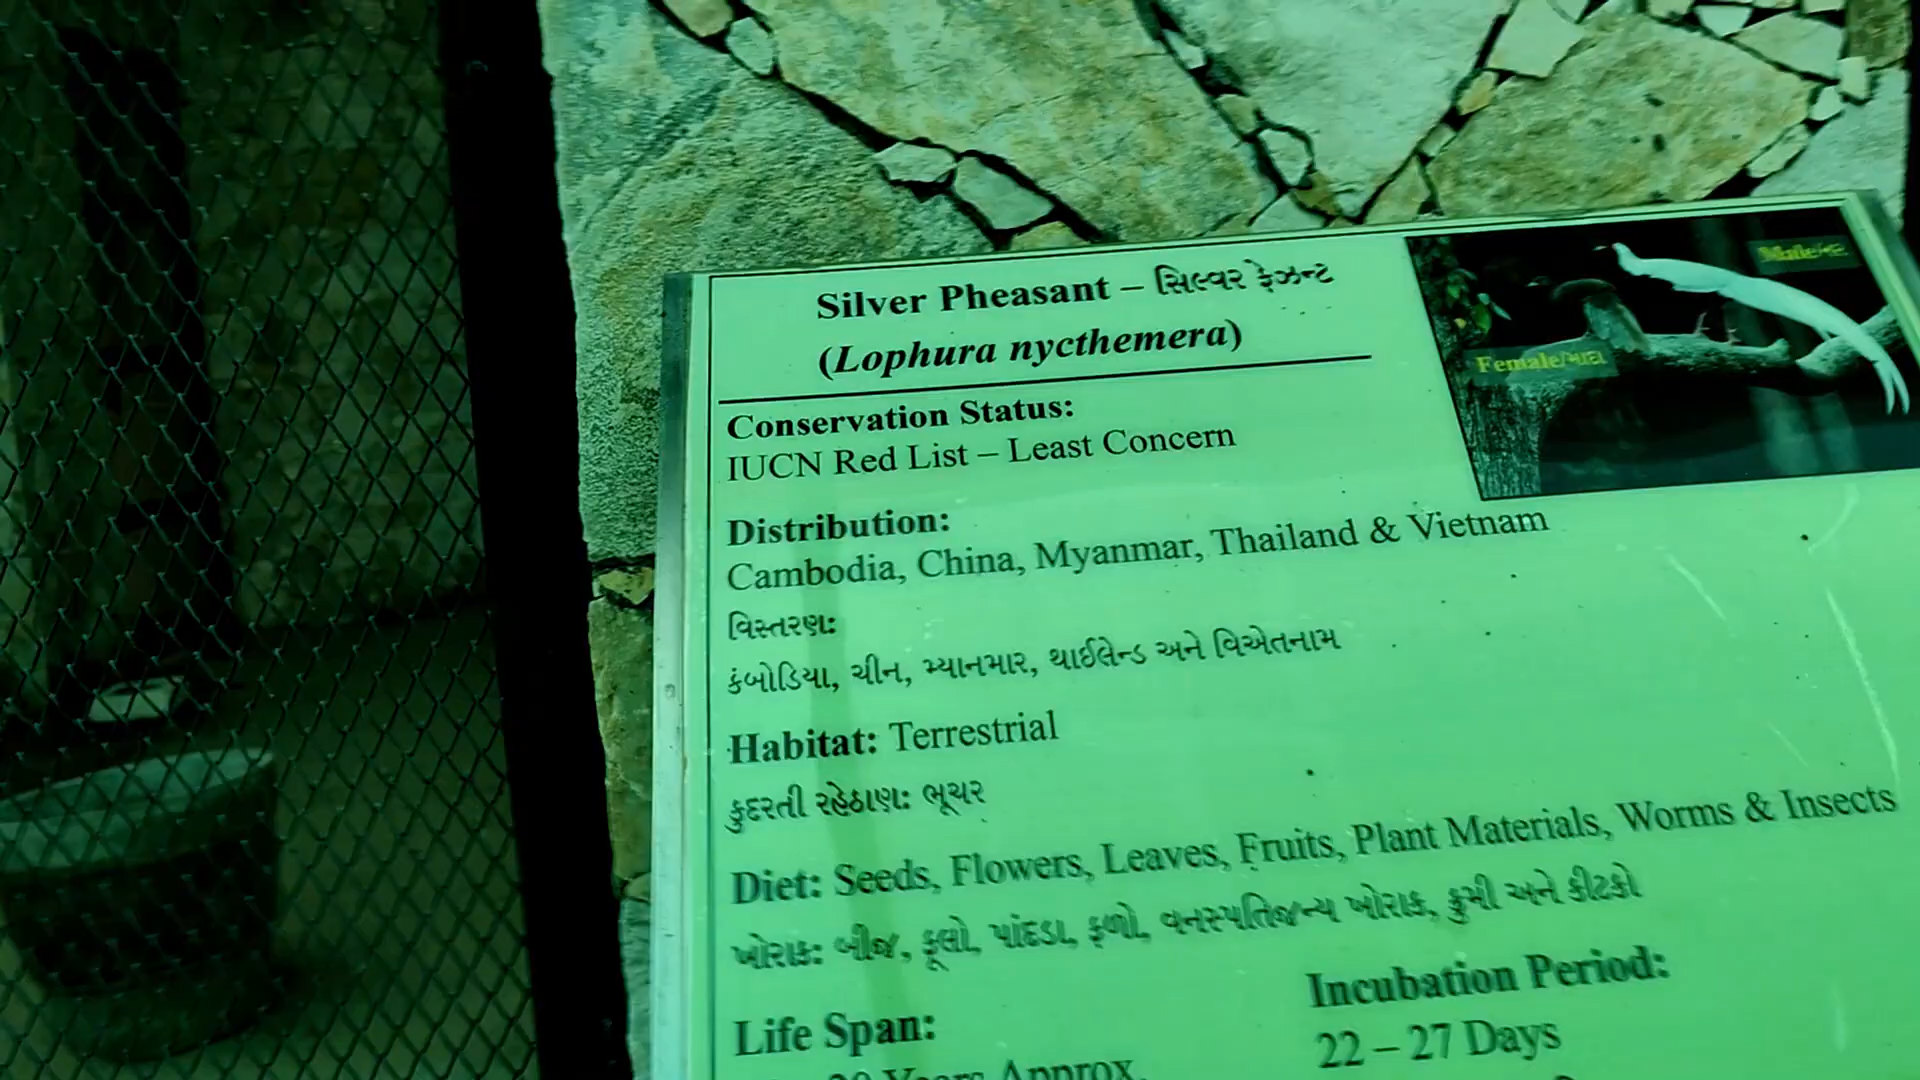 Silver Pheasant – સિલ્વર ફેઝન્ટ
(Lophura nycthemera)
Female/માદા
Conservation Status:
IUCN Red List – Least Concern
Distribution:
Cambodia, China, Myanmar, Thailand & Vietnam
વિસ્તરણ:
કંબોડિયા, ચીન, મ્યાનમાર, થાઈલેન્ડ અને વિએતનામ
Habitat: Terrestrial
કુદરતી રહેઠાણ: ભૂચર
Diet: Seeds, Flowers, Leaves, Fruits, Plant Materials, Worms & Insects
ખોરાક: બીજ, ફૂલો, પાંદડા, ફળો, વનસ્પતિજન્ય ખોરાક, કૃમી અને કીટકો
Life Span:
Years Approx.
Incubation Period:
22 – 27 Days